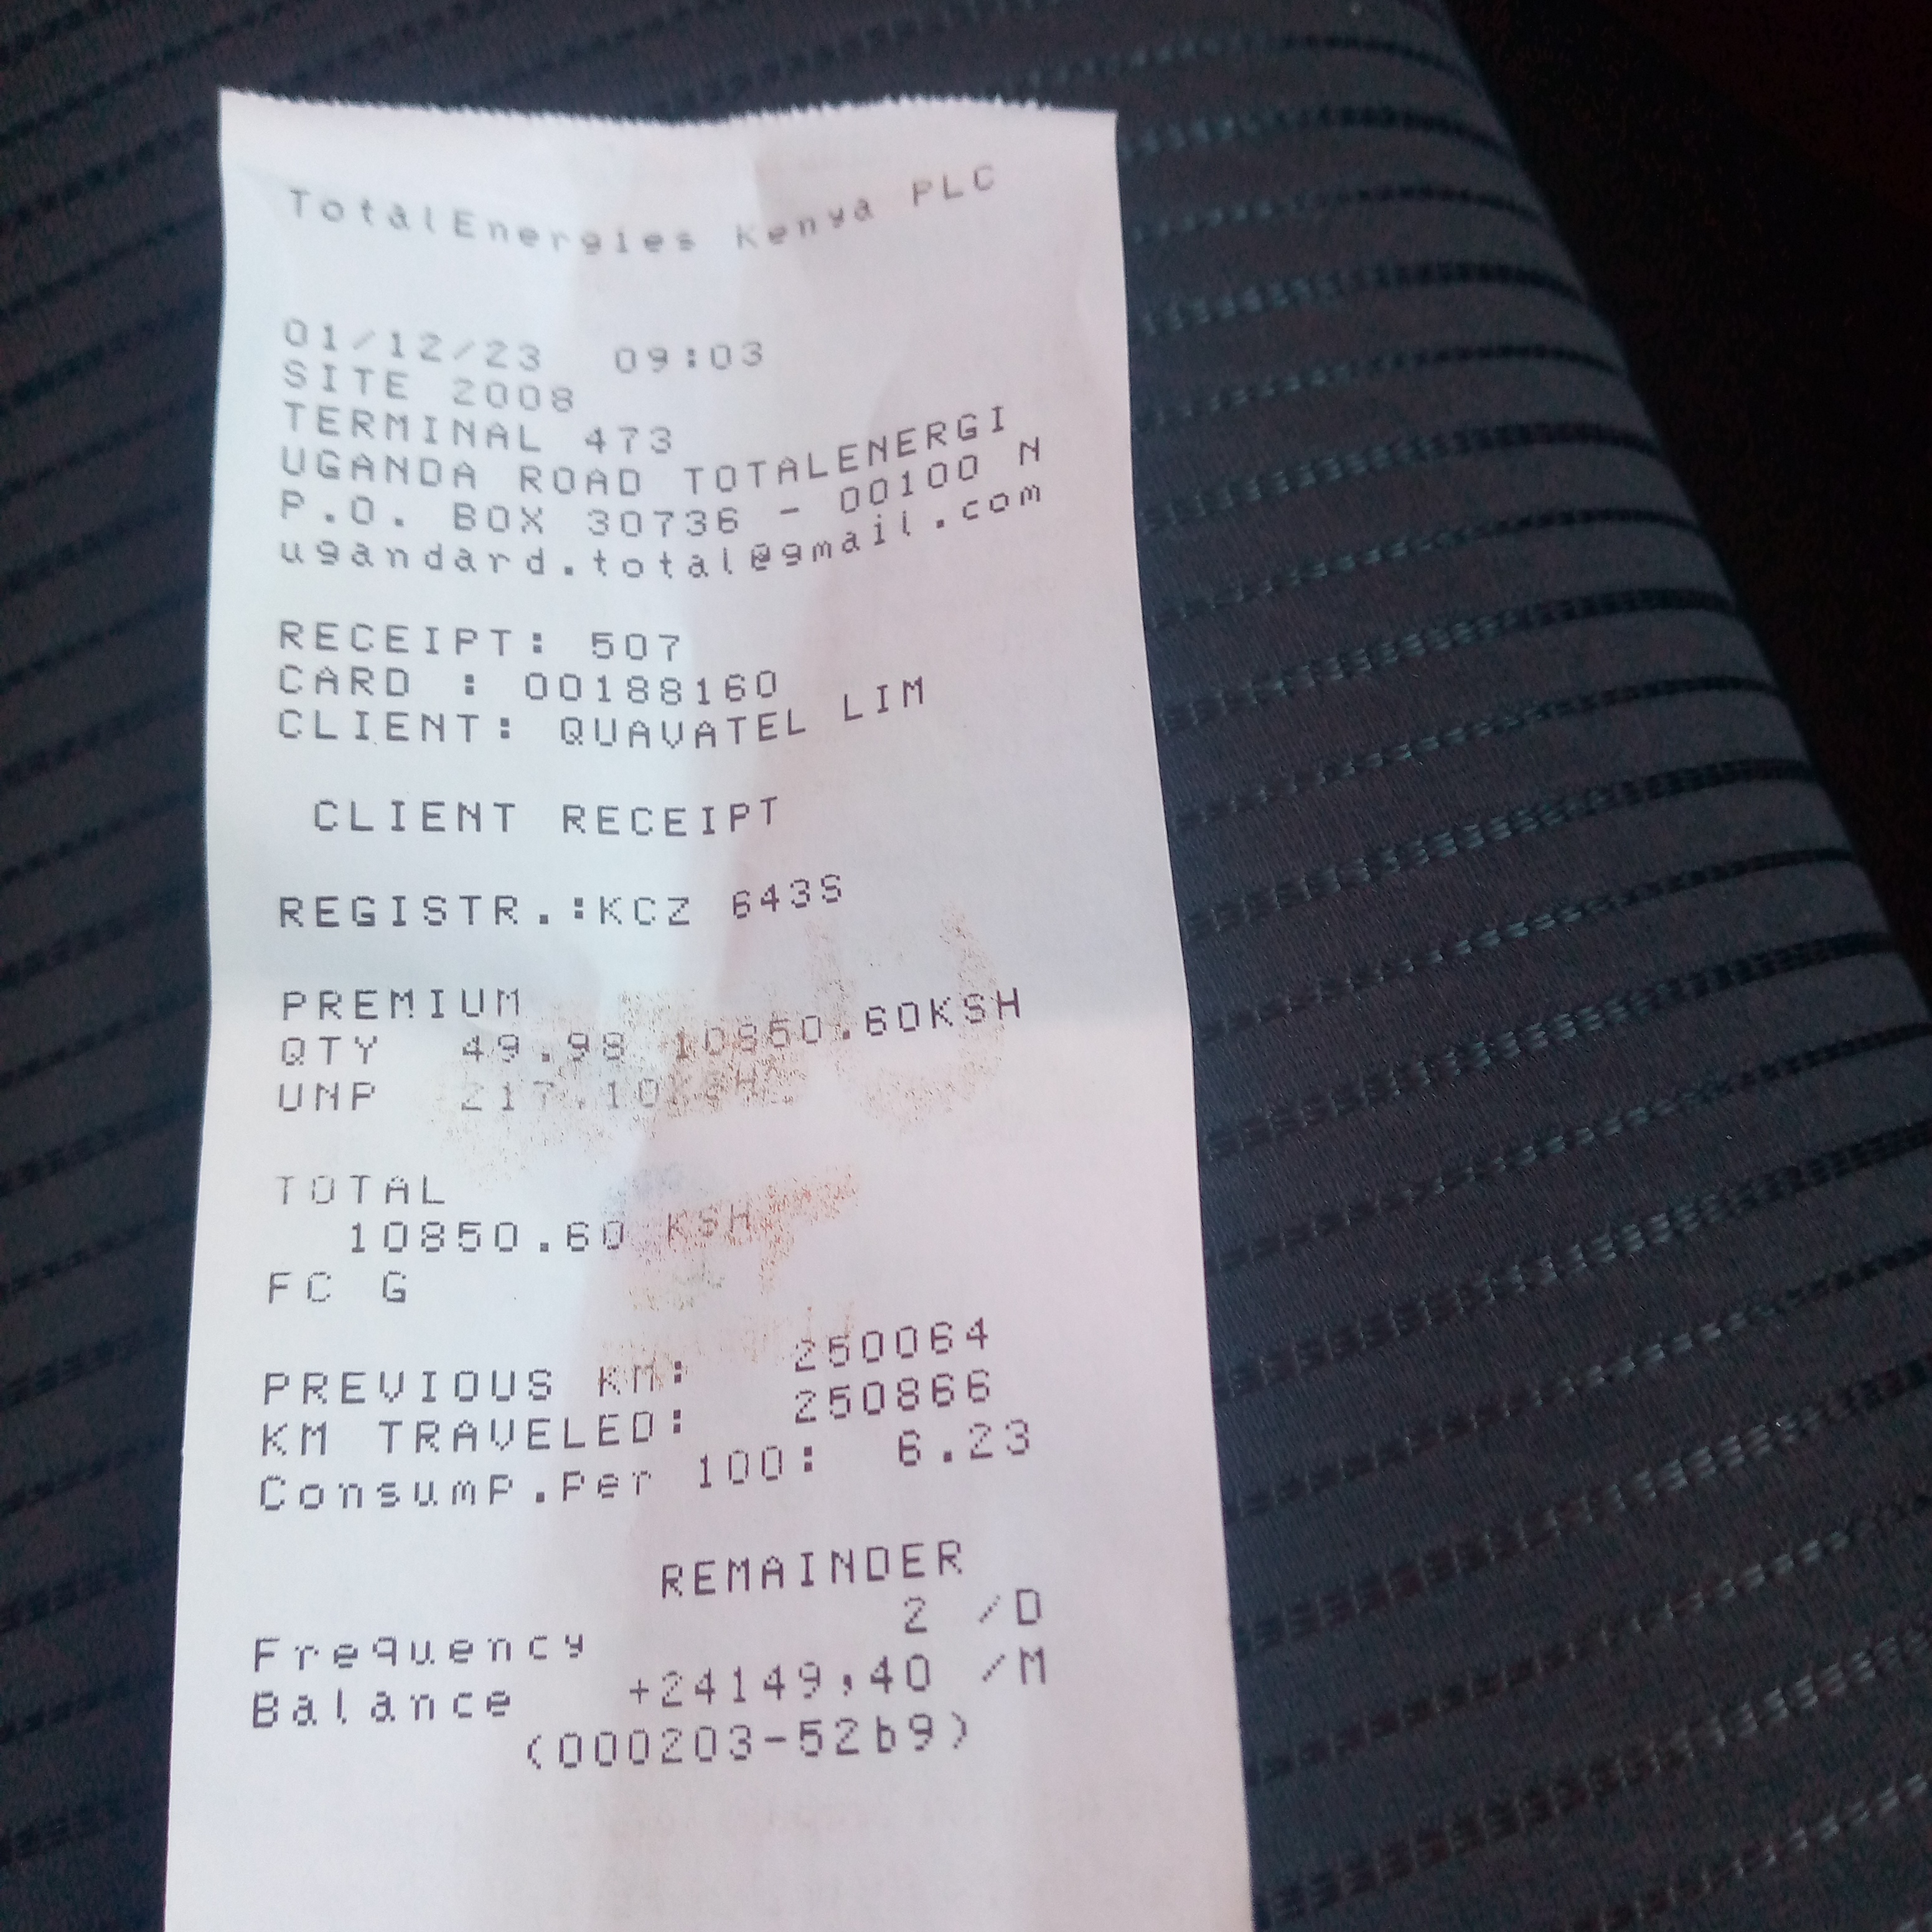 TotalEnergies Kenya PLC
01/12/23 09:03
SITE 2008
TERMINAL 473
UGANDA ROAD TOTALENERGI
P.O. BOX 30736 - 00100 N
ugandard.total@gmail.com
RECEIPT: 507
CARD : 00188160
CLIENT: QUAVATEL LIM
CLIENT RECEIPT
REGISTR.:KCZ 643S
PREMIUM
QTY 49.98 10850.60KSH
UNP 217.10KSH
TOTAL
10850.60 KSH
FC G
PREVIOUS KM: 250064
KM TRAVELED: 250866
Consump.Per 100: 6.23
REMAINDER
Frequency 2 /D
Balance +24149,40 /M
(000203-52b9)